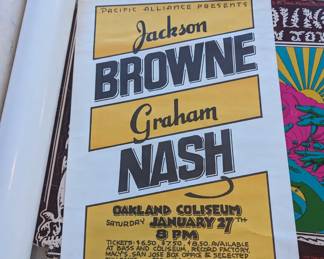 PACIFIC ALLIANCE PRESENTS
Jackson
BROWNE
Graham
NASH
OAKLAND COLISEUM
SATURDAY JANUARY 27TH
8 PM
TICKETS: $6.50, $7.50, $8.50, AVAILABLE
AT BASS AND COLISEUM, RECORD FACTORY,
MACY'S, SAN JOSE BOX OFFICE & SELECTED